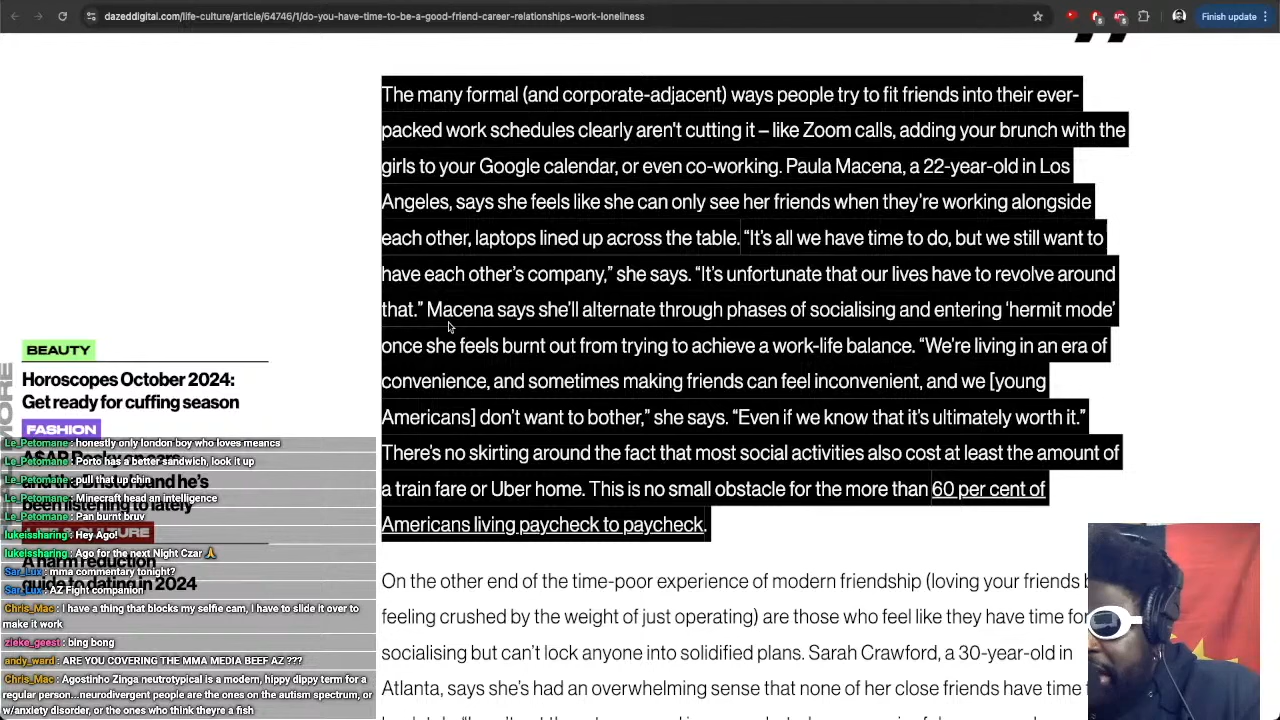 dazeddigital.com/life-culture/article/64746/1/do-you-have-time-to-be-a-good-friend-career-relationships-work-loneliness
Finish update
The many formal (and corporate-adjacent) ways people try to fit friends into their ever-
packed work schedules clearly aren't cutting it – like Zoom calls, adding your brunch with the
girls to your Google calendar, or even co-working. Paula Macena, a 22-year-old in Los
Angeles, says she feels like she can only see her friends when they're working alongside
each other, laptops lined up across the table. “It's all we have time to do, but we still want to
have each other's company,” she says. “It's unfortunate that our lives have to revolve around
that.” Macena says she'll alternate through phases of socialising and entering ‘hermit mode’
once she feels burnt out from trying to achieve a work-life balance. “We're living in an era of
convenience, and sometimes making friends can feel inconvenient, and we [young
Americans] don't want to bother,” she says. “Even if we know that it's ultimately worth it.”
There's no skirting around the fact that most social activities also cost at least the amount of
a train fare or Uber home. This is no small obstacle for the more than 60 per cent of
Americans living paycheck to paycheck.
On the other end of the time-poor experience of modern friendship (loving your friends
feeling crushed by the weight of just operating) are those who feel like they have time for
socialising but can't lock anyone into solidified plans. Sarah Crawford, a 30-year-old in
Atlanta, says she's had an overwhelming sense that none of her close friends have time
BEAUTY
Horoscopes October 2024:
Get ready for cuffing season
FASHION
been listening to lately
LIFE & CULTURE
A harm reduction
guide to dating in 2024
Le_Petomane: honestly only london boy who loves meancs
Le_Petomane: Porto has a better sandwich, look it up
Le_Petomane: pull that up chin
Le_Petomane: Minecraft head an intelligence
Le_Petomane: Pan burnt bruv
lukeissharing: Hey Ago!
lukeissharing: Ago for the next Night Czar 🙏
Sar_Lux: mma commentary tonight?
Sar_Lux: AZ Fight companion
Chris_Mac: I have a thing that blocks my selfie cam, I have to slide it over to
make it work
zieke_geest: bing bong
andy_ward: ARE YOU COVERING THE MMA MEDIA BEEF AZ ???
Chris_Mac: Agostinho Zinga neutrotypical is a modern, hippy dippy term for a
regular person...neurodivergent people are the ones on the autism spectrum, or
w/anxiety disorder, or the ones who think theyre a fish